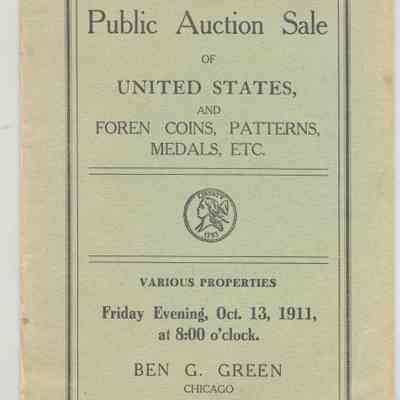 Public Auction Sale
OF
UNITED STATES,
AND
FOREN COINS, PATTERNS,
MEDALS, ETC.
LIBERTY
1793
VARIOUS PROPERTIES
Friday Evening, Oct. 13, 1911,
at 8:00 o'clock.
BEN G. GREEN
CHICAGO